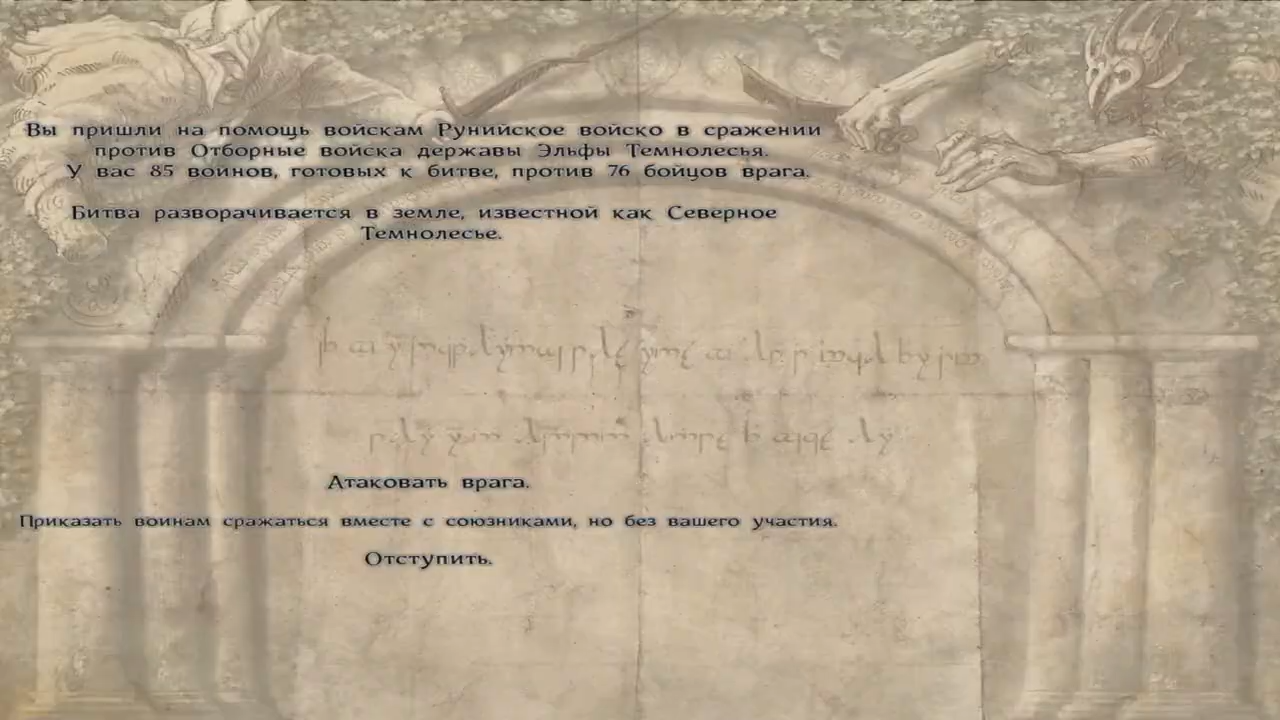 Вы пришли на помощь войскам Рунийское войско в сражении
против Отборные войска державы Эльфы Темнолесья.
У вас 85 воинов, готовых к битве, против 76 бойцов врага.
Битва разворачивается в земле, известной как Северное
Темнолесье.
Атаковать врага.
Приказать воинам сражаться вместе с союзниками, но без вашего участия.
Отступить.